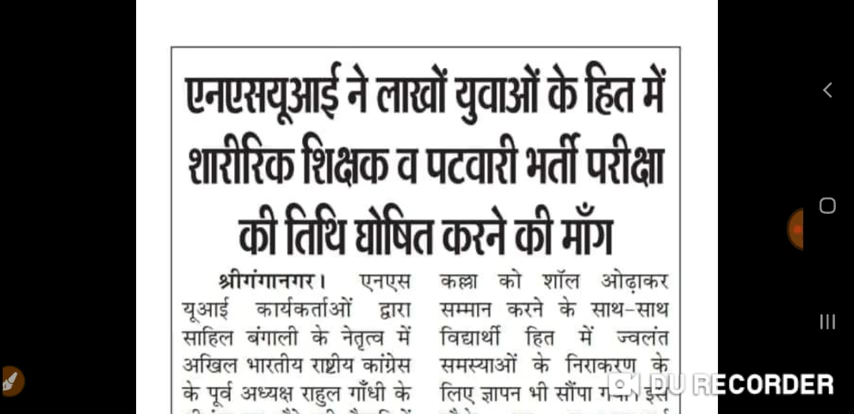 एनएसयूआई ने लाखों युवाओं के हित में
शारीरिक शिक्षक व पटवारी भर्ती परीक्षा
की तिथि घोषित करने की माँग
श्रीगंगानगर। एनएस
यूआई कार्यकर्ताओं द्वारा
साहिल बंगाली के नेतृत्व में
अखिल भारतीय राष्ट्रीय कांग्रेस
के पूर्व अध्यक्ष राहुल गाँधी के
कल्ला को शॉल ओढ़ाकर
सम्मान करने के साथ-साथ
विद्यार्थी हित में ज्वलंत
समस्याओं के निराकरण के
लिए ज्ञापन भी सौंपा
DU RECORDER